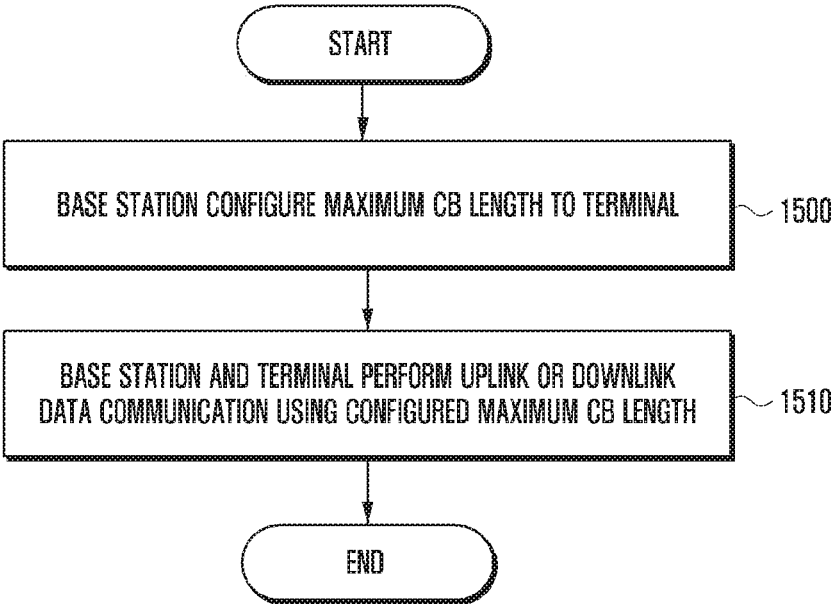 START
BASE STATION CONFIGURE MAXIMUM CB LENGTH TO TERMINAL
1500
BASE STATION AND TERMINAL PERFORM UPLINK OR DOWNLINK
DATA COMMUNICATION USING CONFIGURED MAXIMUM CB LENGTH
1510
END